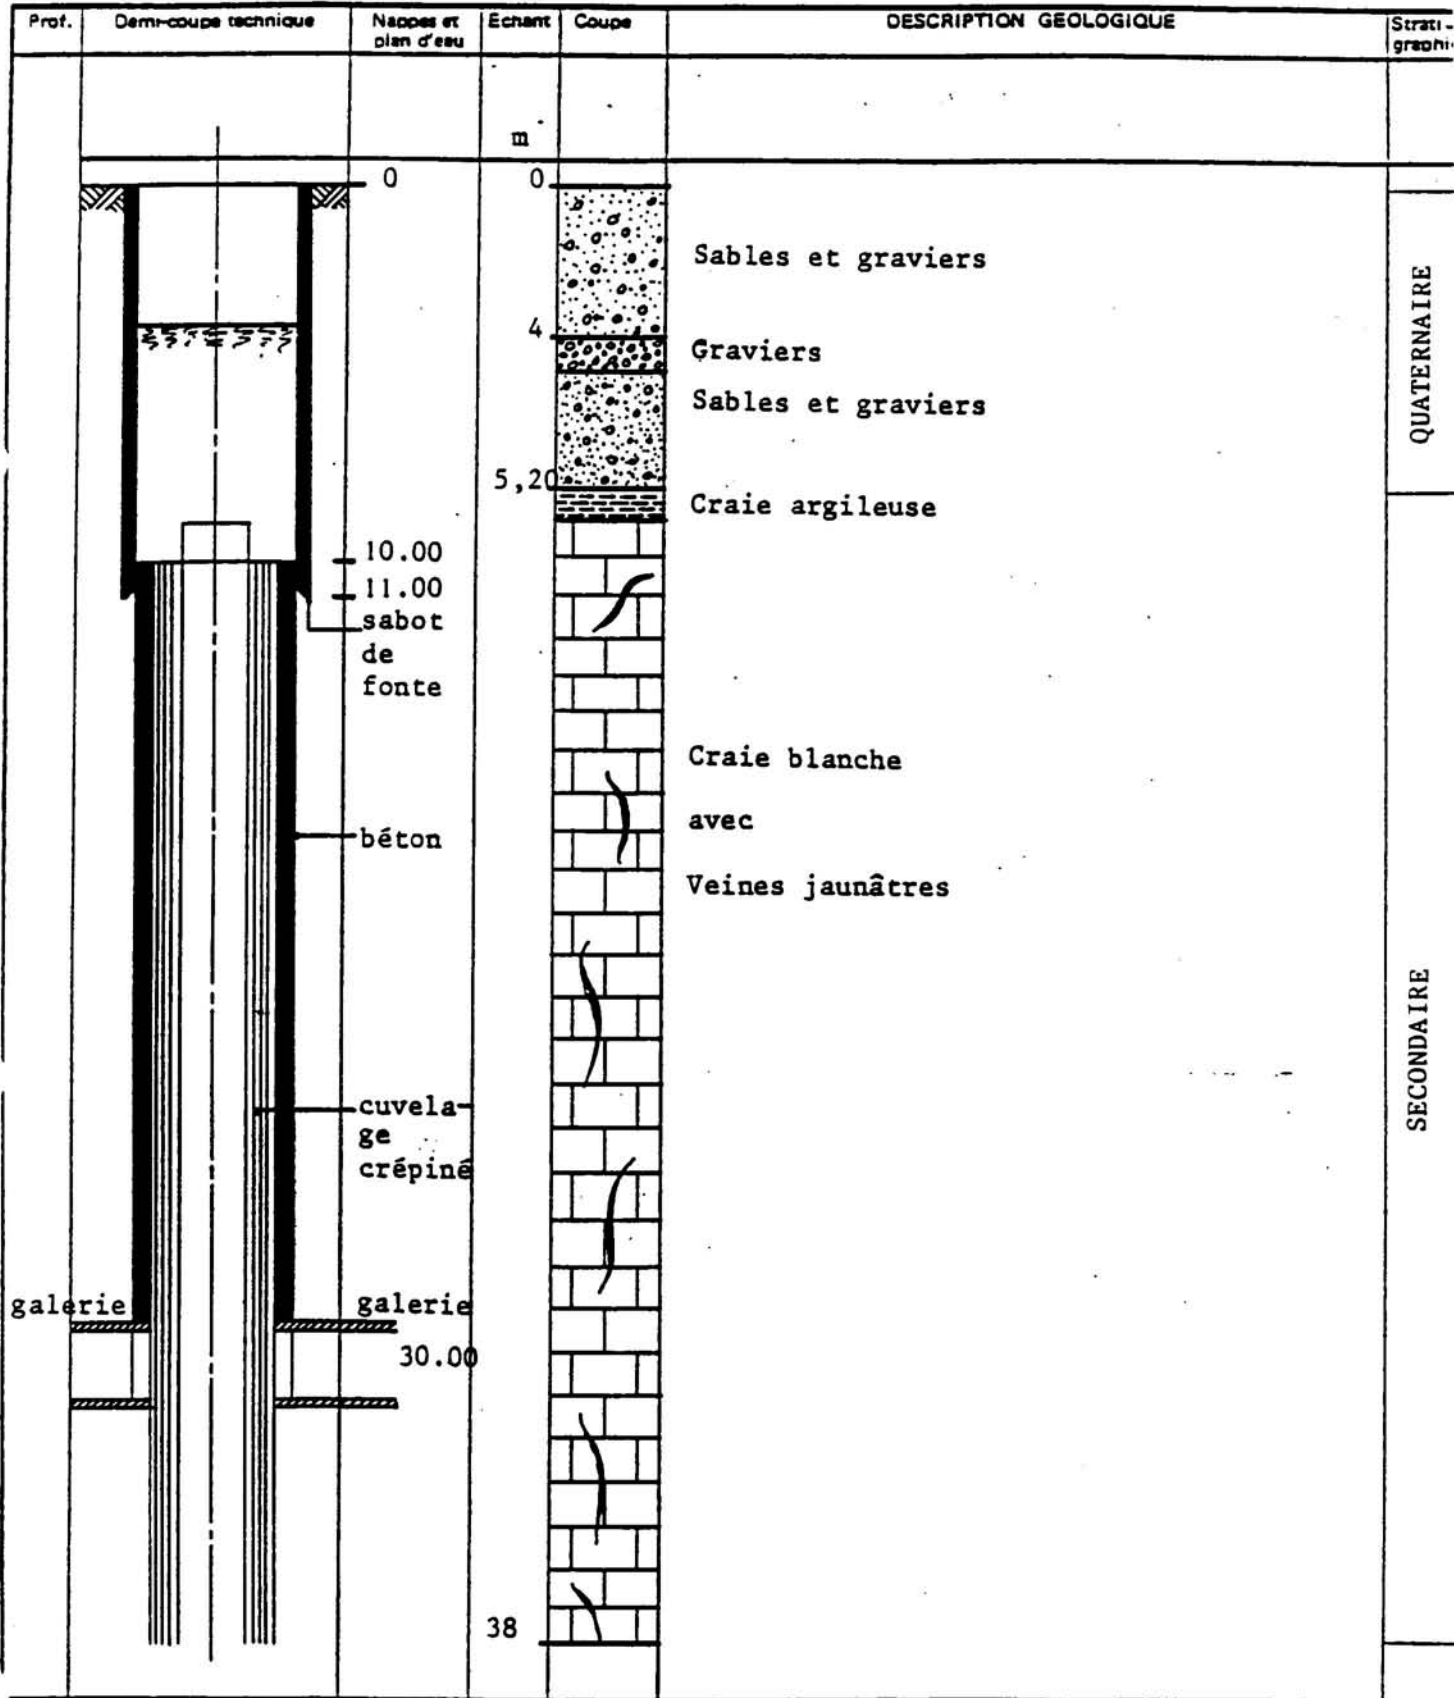 Prof.
Demi-coupe technique
Nappes et
plan d'eau
Echant
Coupe
DESCRIPTION GEOLOGIQUE
Strati-
graphi
m
0
0
Sables et graviers
4
Graviers
Sables et graviers
QUATERNAIRE
5,20
Craie argileuse
10.00
11.00
sabot
de
fonte
Craie blanche
avec
béton
Veines jaunâtres
SECONDAIRE
cuvela-
ge
crépiné
galerie
galerie
30.00
38